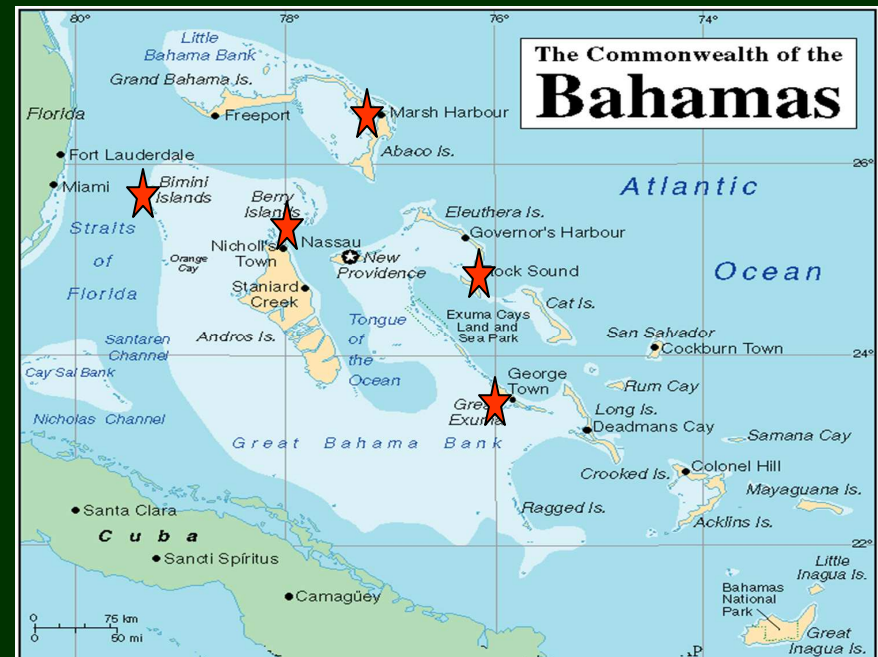 80°
78°
76°
74°
The Commonwealth of the
Bahamas
Little
Bahama Bank
Grand Bahama Is.
Florida
Freeport
Marsh Harbour
Abaco Is.
Fort Lauderdale
26°
Miami
Bimini
Islands
Berry
Islands
Atlantic
Ocean
Straits
of
Florida
Orange
Cay
Nicholl's
Town
Nassau
New
Providence
Eleuthera Is.
Governor's Harbour
Rock Sound
Staniard
Creek
Exuma Cays
Land and
Sea Park
Cat Is.
Andros Is.
Tongue
of
the
Ocean
San Salvador
Cockburn Town
Santaren
Channel
24°
Cay Sal Bank
George
Town
Great
Exuma
Rum Cay
Long Is.
Deadmans Cay
Nicholas Channel
Great Bahama Bank
Samana Cay
Crooked Is.
Colonel Hill
Mayaguana Is.
Ragged Is.
Acklins Is.
Santa Clara
Cuba
22°
Sancti Spíritus
Camagüey
Little
Inagua Is.
Bahamas
National
Park
Great
Inagua Is.
0 75 km
0 50 mi